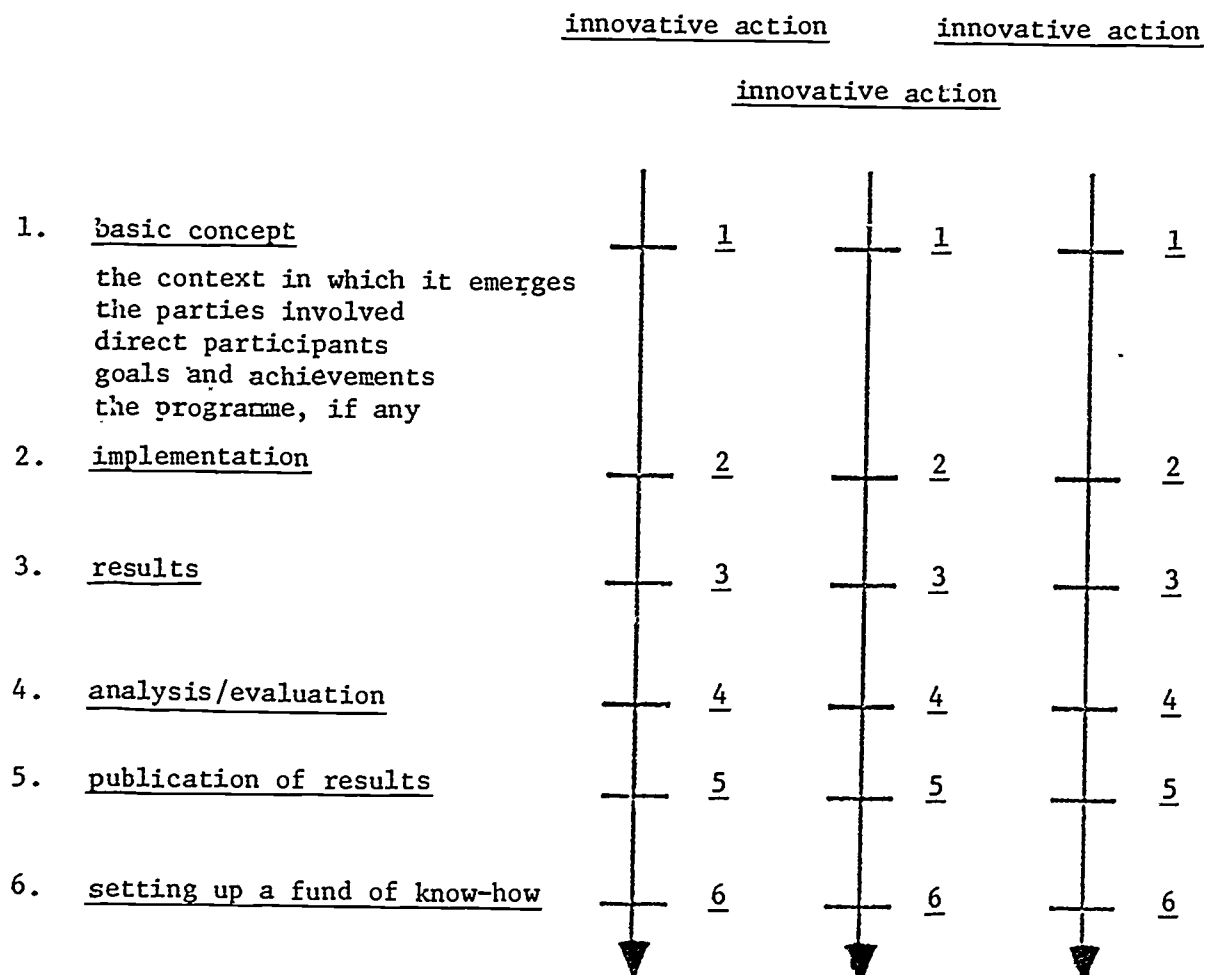 innovative action innovative action
innovative action
1. basic concept 1 1 1
the context in which it emerges
the parties involved
direct participants
goals and achievements
the programme, if any
2. implementation 2 2 2
3. results 3 3 3
4. analysis/evaluation 4 4 4
5. publication of results 5 5 5
6. setting up a fund of know-how 6 6 6